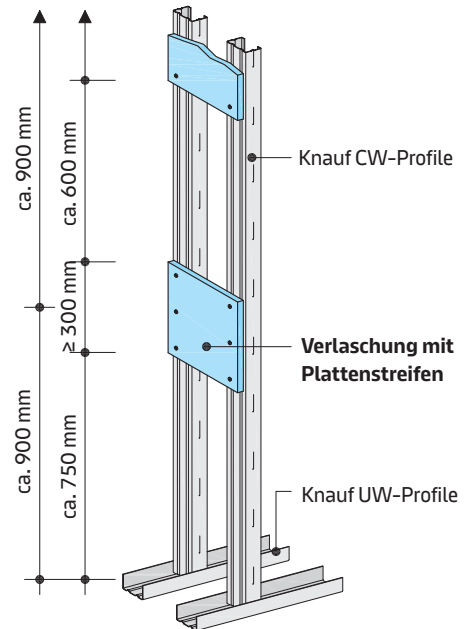 ca. 900 mm
ca. 600 mm
Knauf CW-Profile
≥ 300 mm
Verlaschung mit
Plattenstreifen
ca. 900 mm
ca. 750 mm
Knauf UW-Profile